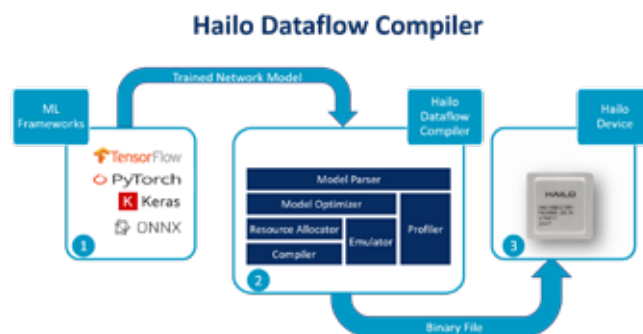 Hailo Dataflow Compiler
Trained Network Model
ML
Frameworks
TensorFlow
PyTorch
Keras
ONNX
1
Hailo
Dataflow
Compiler
Model Parser
Model Optimizer
Resource Allocator
Compiler
Emulator
Profiler
2
Hailo
Device
HAILO
3
Binary File